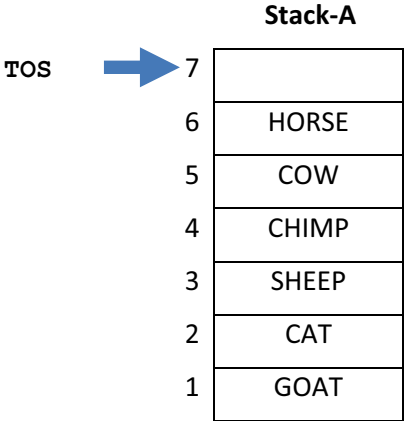 Stack-A
TOS 7
6 HORSE
5 COW
4 CHIMP
3 SHEEP
2 CAT
1 GOAT